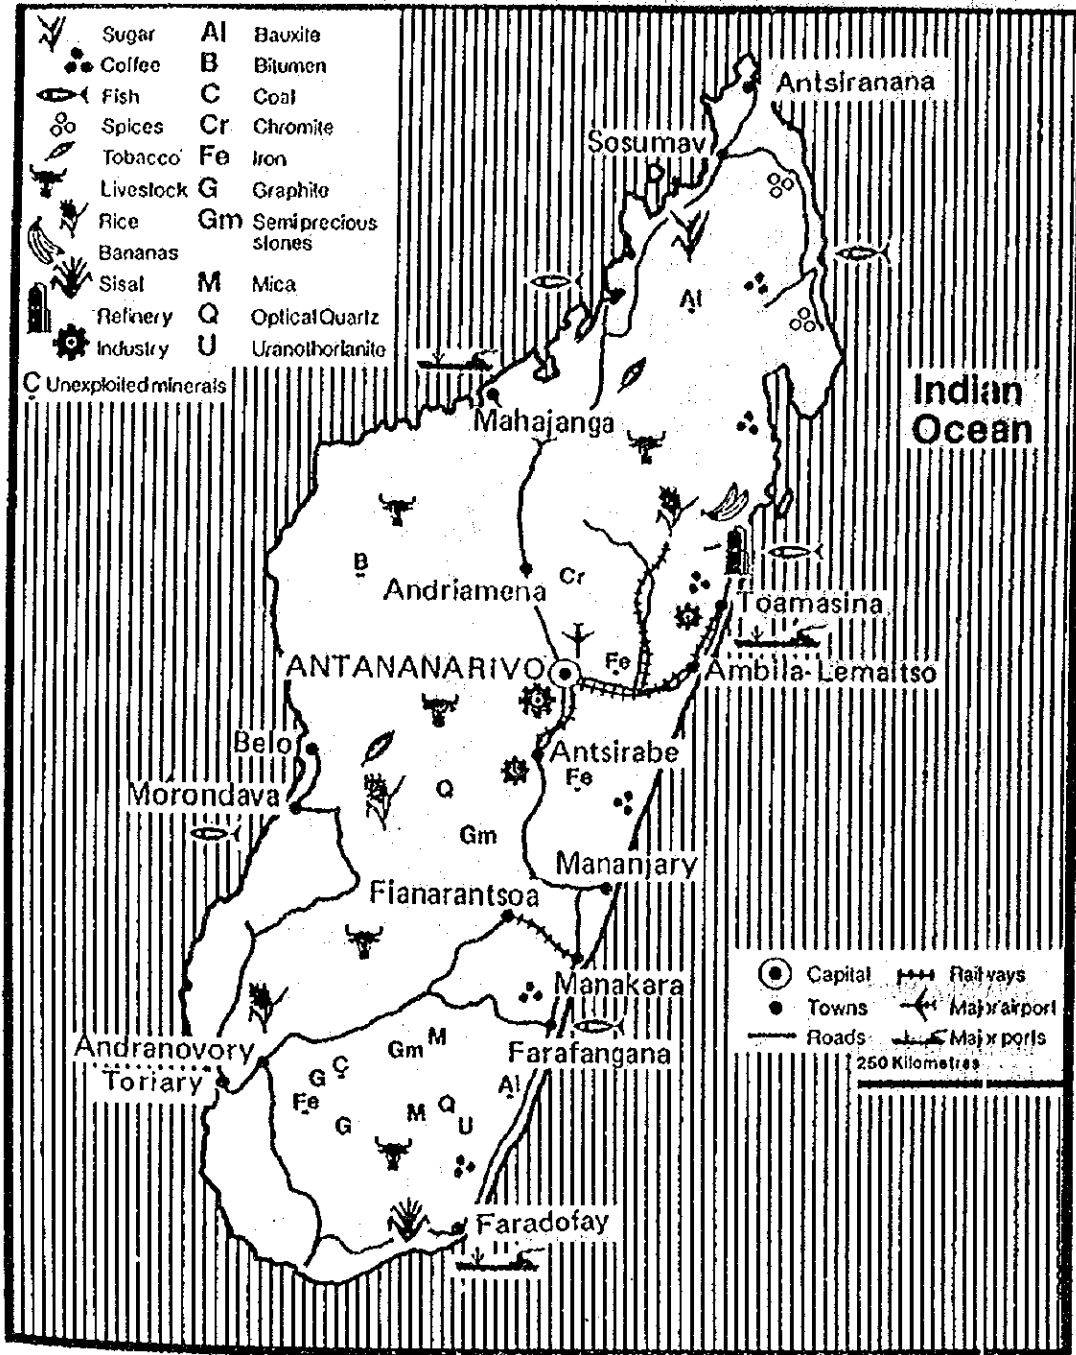 Sugar Al Bauxite
Coffee B Bitumen
Fish C Coal
Spices Cr Chromite
Tobacco Fe Iron
Livestock G Graphite
Rice Gm Semiprecious
stones
Bananas
Sisal M Mica
Refinery Q Optical Quartz
Industry U Uranothorianite
C Unexploited minerals
Antsiranana
Sosumav
Al
Indian
Ocean
Mahajanga
B
Andriamena
Cr
Toamasina
ANTANANARIVO
Fe
Ambila-Lemaitso
Belo
Antsirabe
Fe
Morondava
Q
Gm
Mananjary
Fianarantsoa
Manakara
Andranovory
Toriary
Gm M
Farafangana
G C
Fe
G
M Q
U
Al
Faradofay
Capital Railways
Towns Major airport
Roads Major ports
250 Kilometres